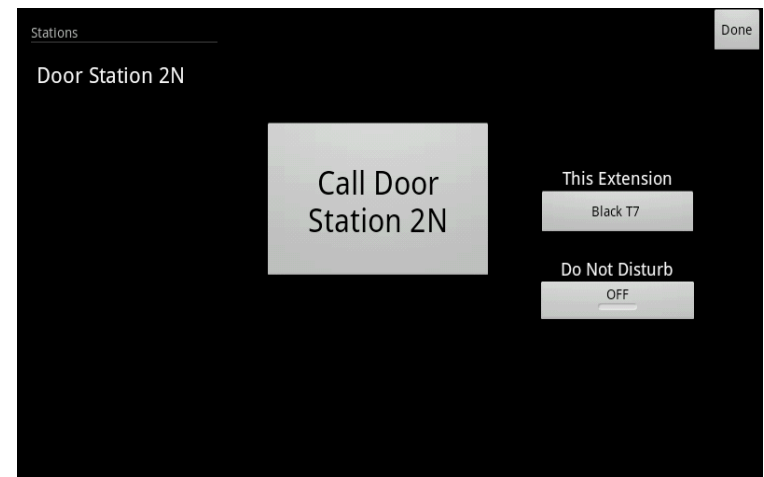 Stations
Done
Door Station 2N
Call Door
Station 2N
This Extension
Black T7
Do Not Disturb
OFF